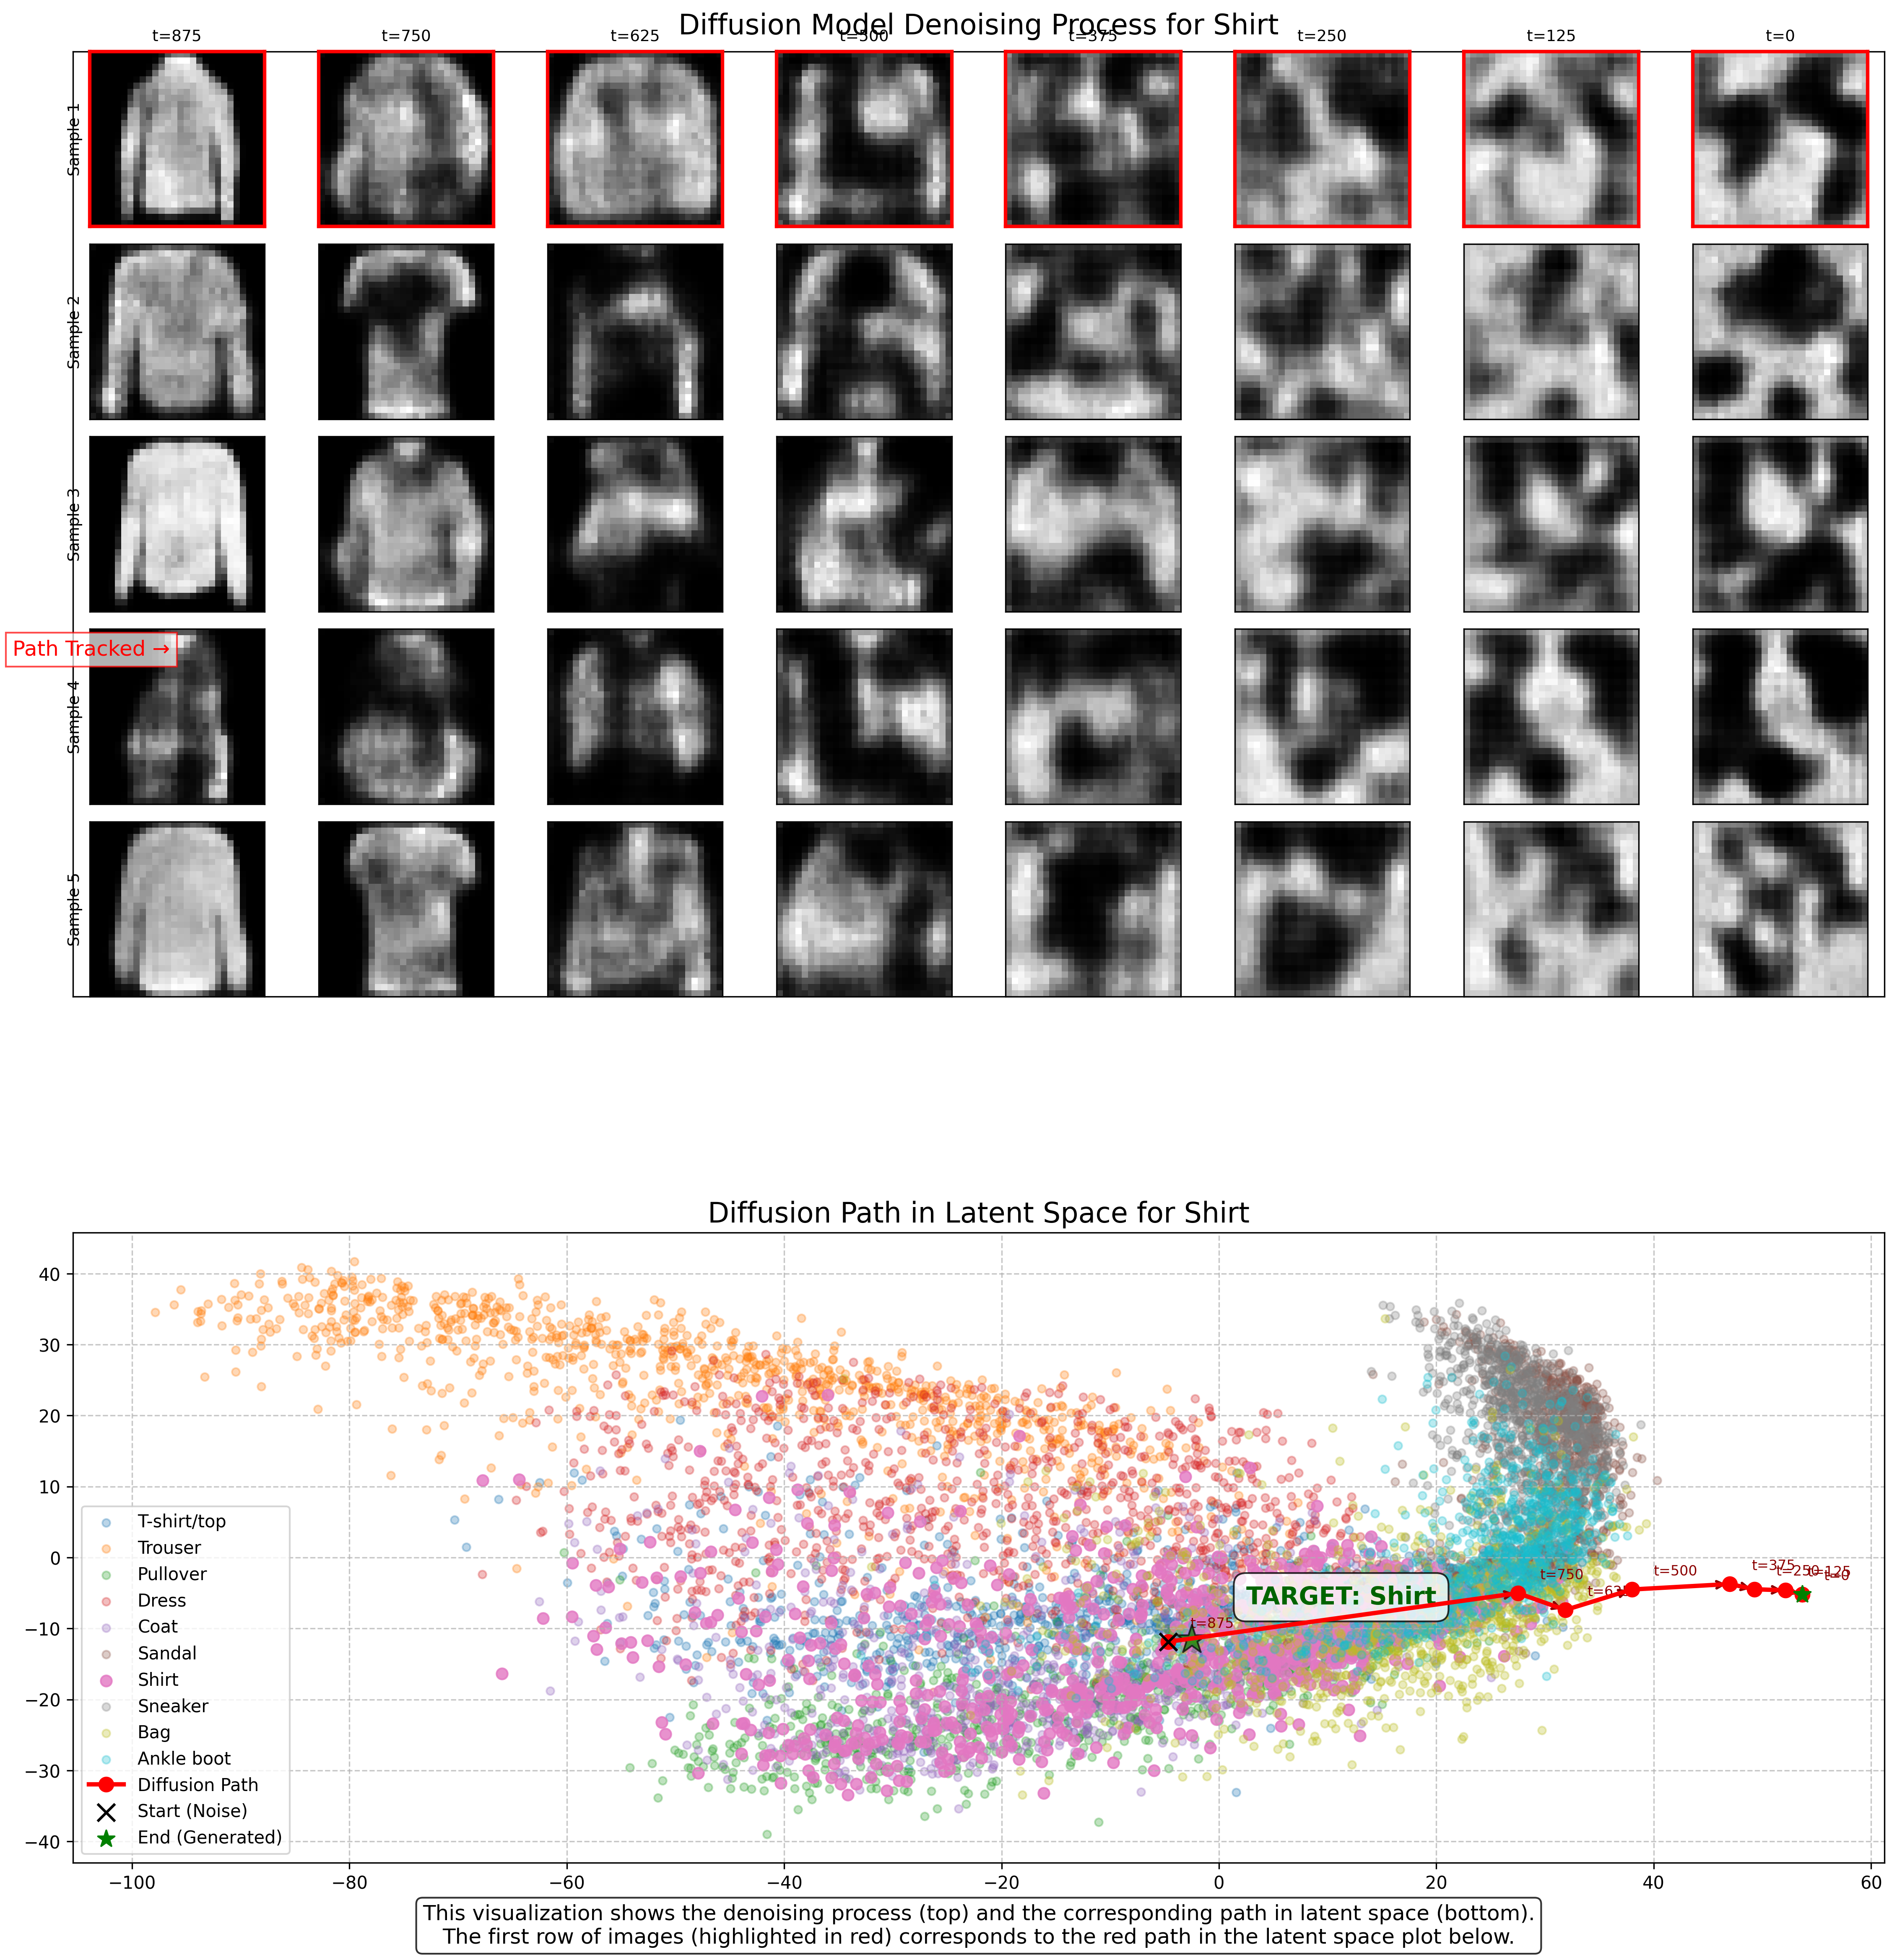 Diffusion Model Denoising Process for Shirt
t=875 t=750 t=625 t=500 t=375 t=250 t=125 t=0
Sample 1
Sample 2
Sample 3
Path Tracked →
Sample 4
Sample 5
Diffusion Path in Latent Space for Shirt
40
30
20
10
0
−10
−20
−30
−40
t=875
t=750
t=625
t=500
t=375
t=250
t=125
t=0
TARGET: Shirt
T-shirt/top
Trouser
Pullover
Dress
Coat
Sandal
Shirt
Sneaker
Bag
Ankle boot
Diffusion Path
Start (Noise)
End (Generated)
−100 −80 −60 −40 −20 0 20 40 60
This visualization shows the denoising process (top) and the corresponding path in latent space (bottom).
The first row of images (highlighted in red) corresponds to the red path in the latent space plot below.